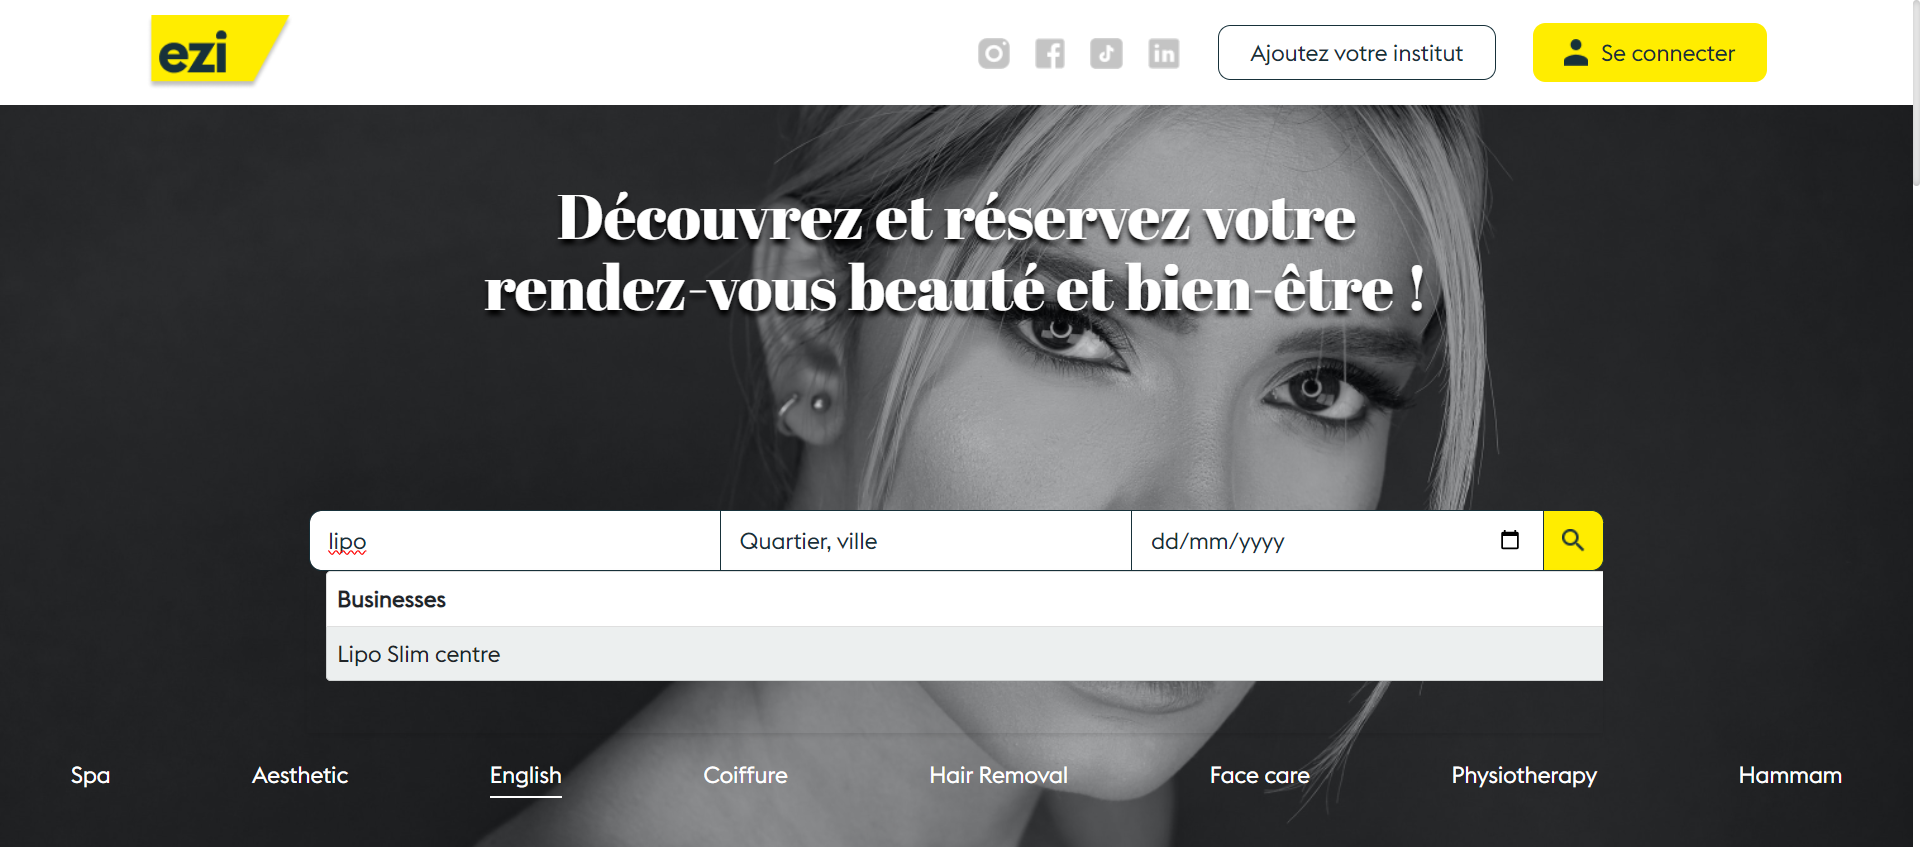 ezi
Ajoutez votre institut
Se connecter
Découvrez et réservez votre
rendez-vous beauté et bien-être !
lipo
Quartier, ville
dd/mm/yyyy
Businesses
Lipo Slim centre
Spa
Aesthetic
English
Coiffure
Hair Removal
Face care
Physiotherapy
Hammam